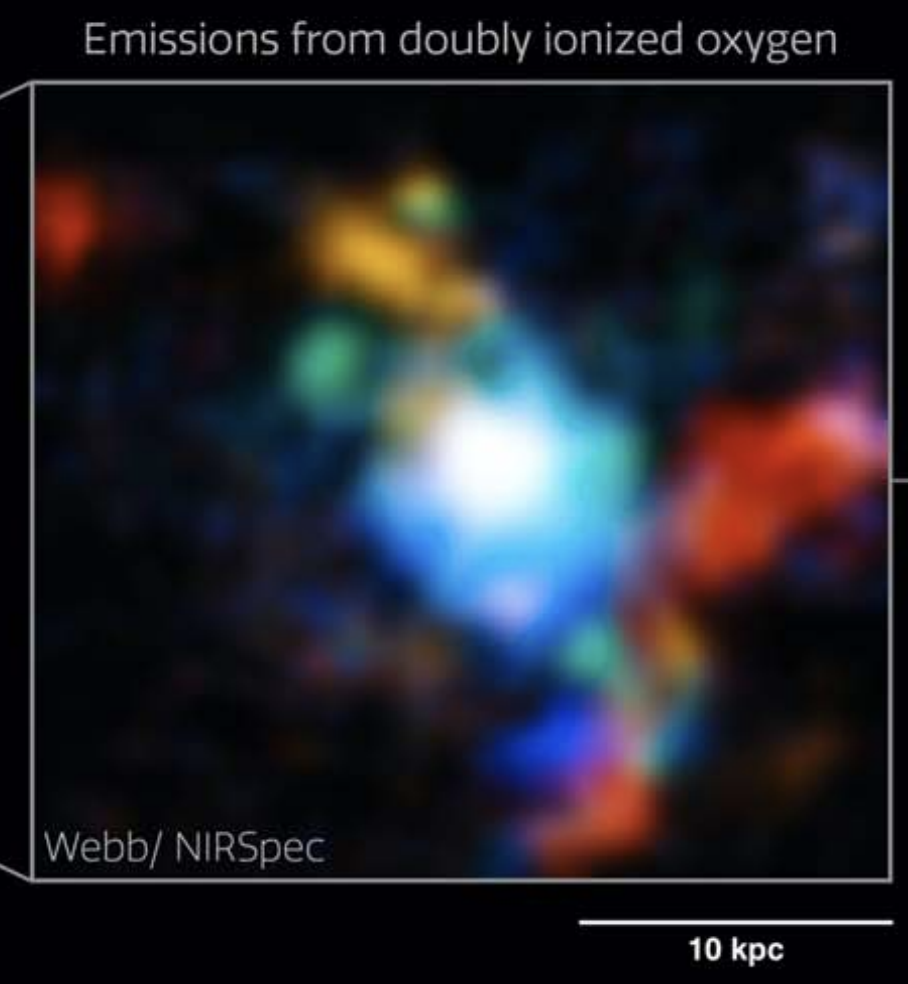 Emissions from doubly ionized oxygen
Webb/ NIRSpec
10 kpc